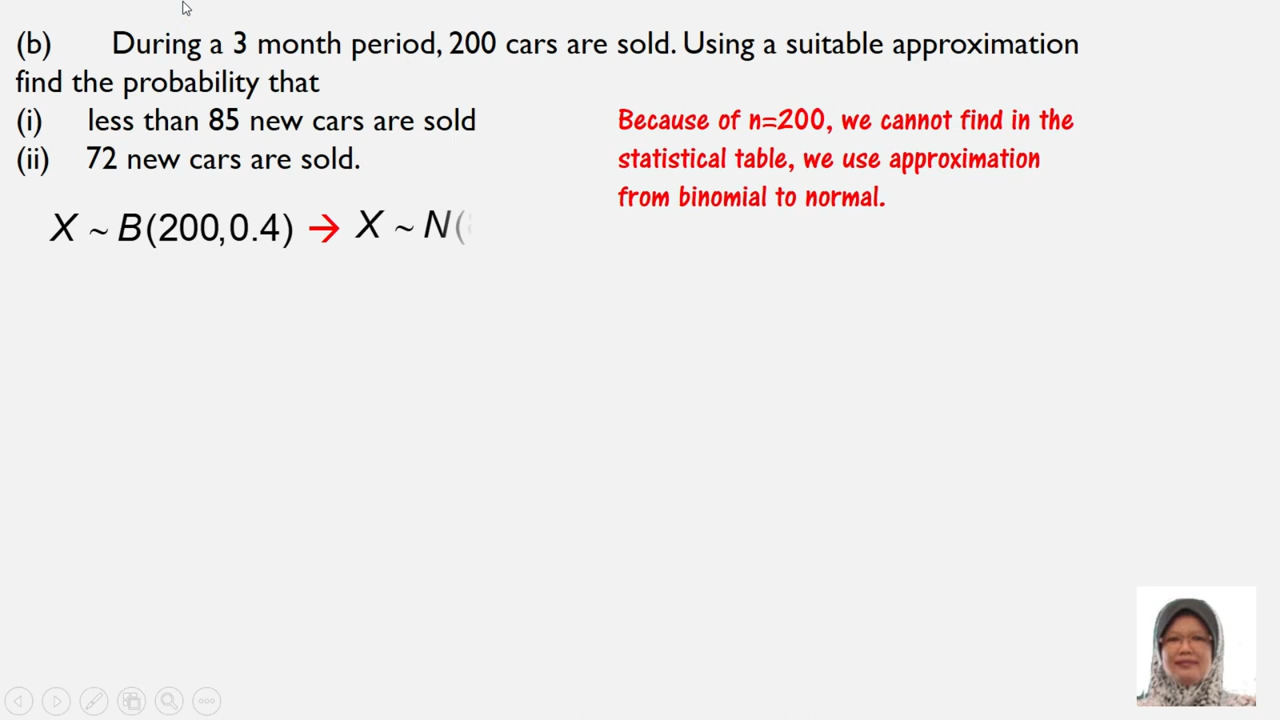 (b) During a 3 month period, 200 cars are sold. Using a suitable approximation
find the probability that
(i) less than 85 new cars are sold
(ii) 72 new cars are sold.
Because of n=200, we cannot find in the
statistical table, we use approximation
from binomial to normal.
X ~ B(200,0.4) → X ~ N(